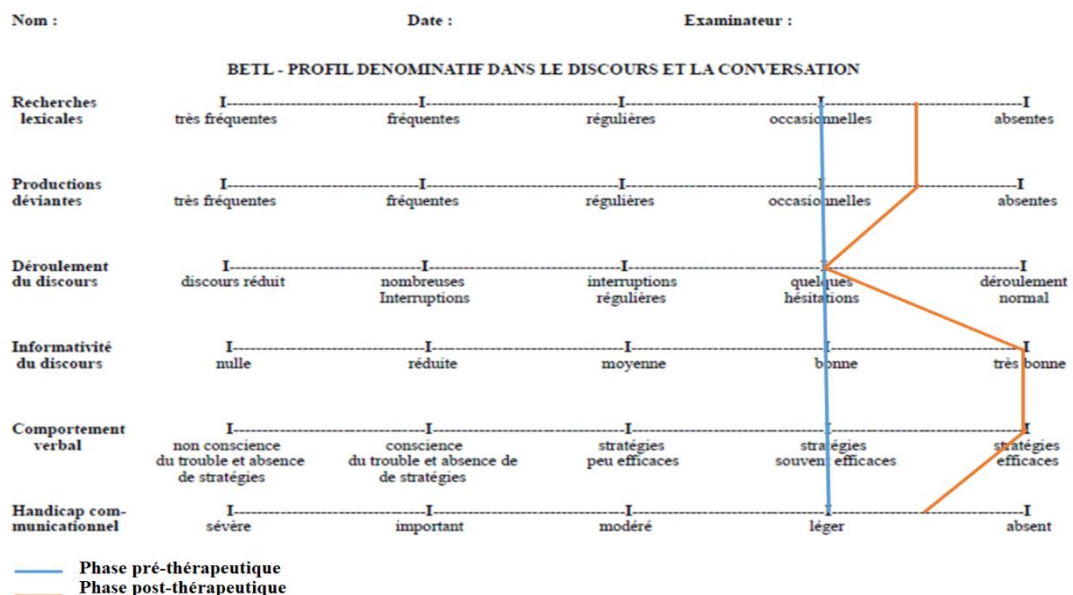 Nom : Date : Examinateur :
BETL - PROFIL DENOMINATIF DANS LE DISCOURS ET LA CONVERSATION
Recherches lexicales
très fréquentes fréquentes régulières occasionnelles absentes
Productions déviantes
très fréquentes fréquentes régulières occasionnelles absentes
Déroulement du discours
discours réduit nombreuses Interruptions interruptions régulières quelques hésitations déroulement normal
Informativité du discours
nulle réduite moyenne bonne très bonne
Comportement verbal
non conscience du trouble et absence de stratégies conscience du trouble et absence de de stratégies stratégies peu efficaces stratégies souvent efficaces stratégies efficaces
Handicap com-municationnel
sévère important modéré léger absent
Phase pré-thérapeutique
Phase post-thérapeutique